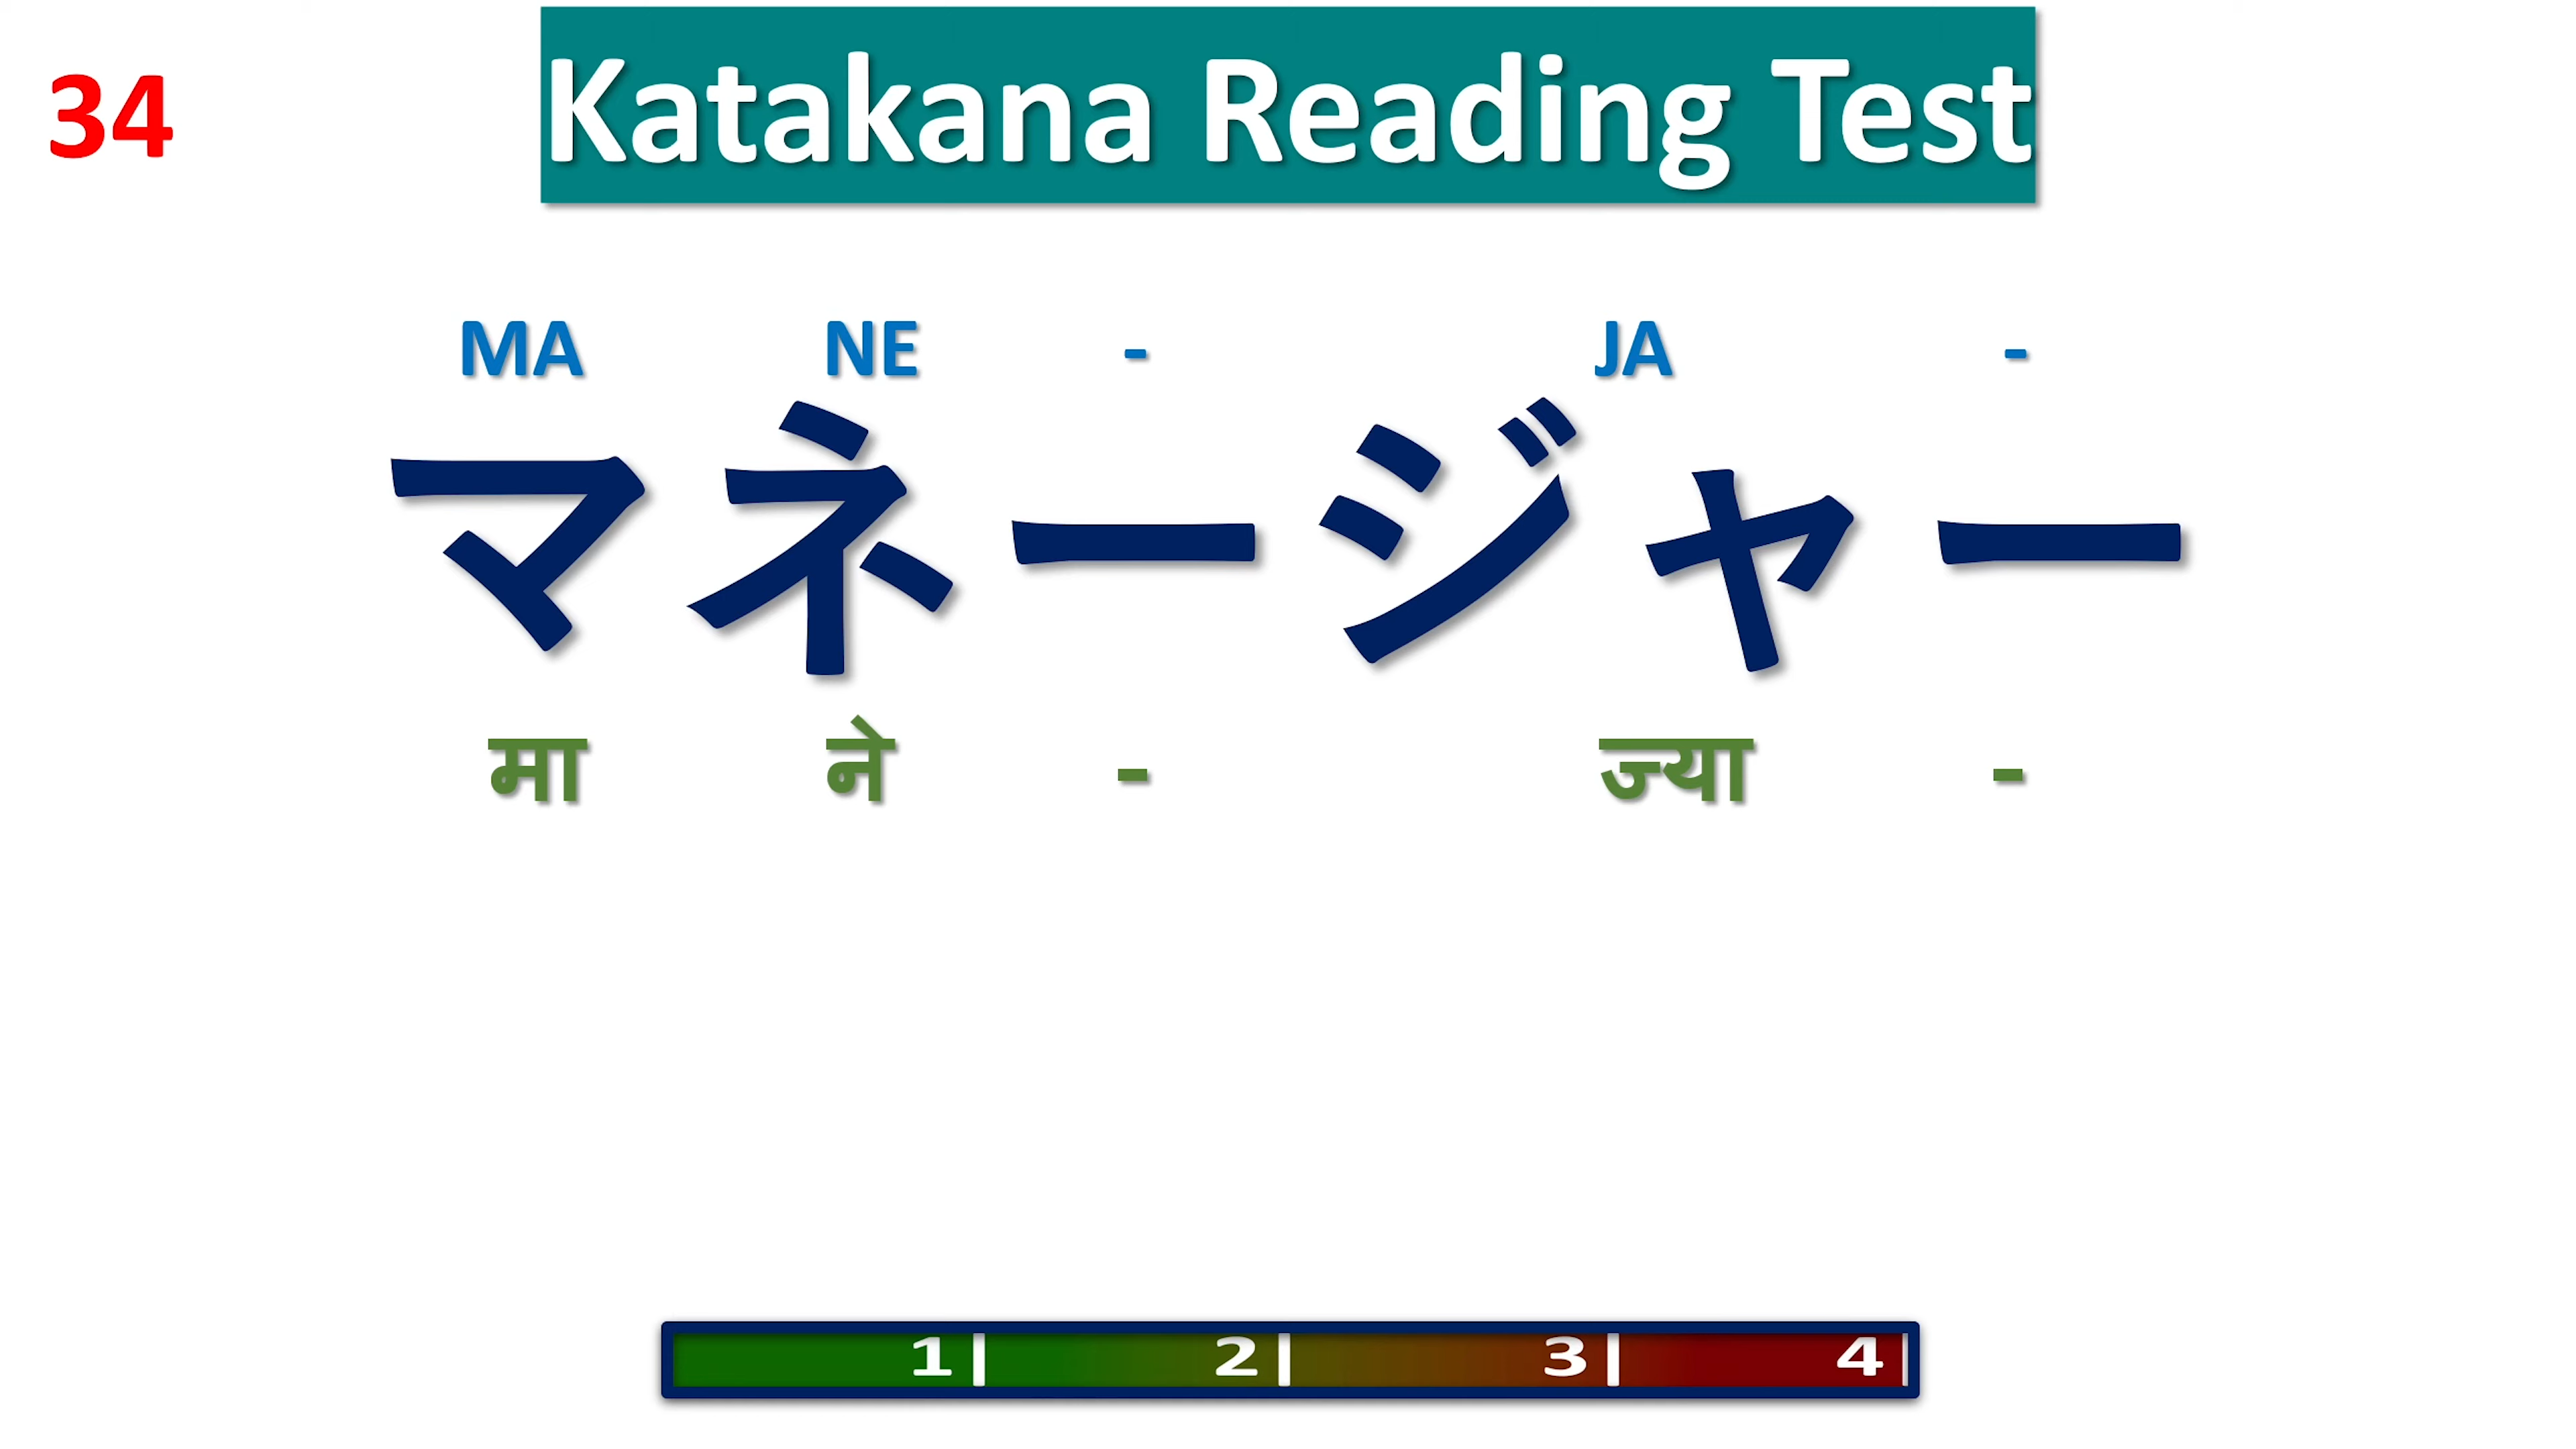 34
Katakana Reading Test
MA NE - JA -
マネージャー
मा ने - ज्या -
1 2 3 4